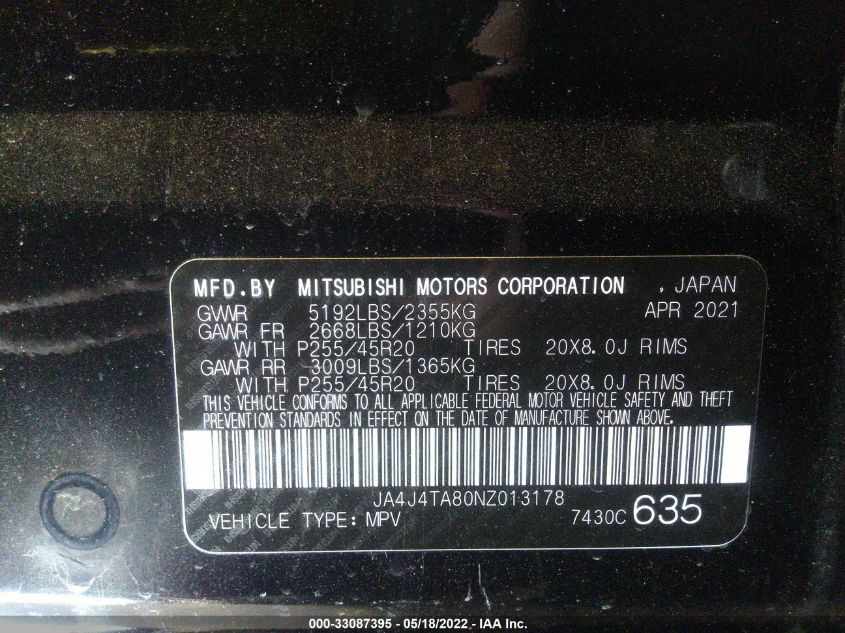 MFD.BY MITSUBISHI MOTORS CORPORATION , JAPAN
GVWR 5192LBS/2355KG APR 2021
GAWR FR 2668LBS/1210KG
WITH P255/45R20 TIRES 20X8.0J RIMS
GAWR RR 3009LBS/1365KG
WITH P255/45R20 TIRES 20X8.0J RIMS
THIS VEHICLE CONFORMS TO ALL APPLICABLE FEDERAL MOTOR VEHICLE SAFETY AND THEFT
PREVENTION STANDARDS IN EFFECT ON THE DATE OF MANUFACTURE SHOWN ABOVE.
JA4J4TA80NZ013178
VEHICLE TYPE: MPV 7430C 635
000-33087395 - 05/18/2022 - IAA Inc.